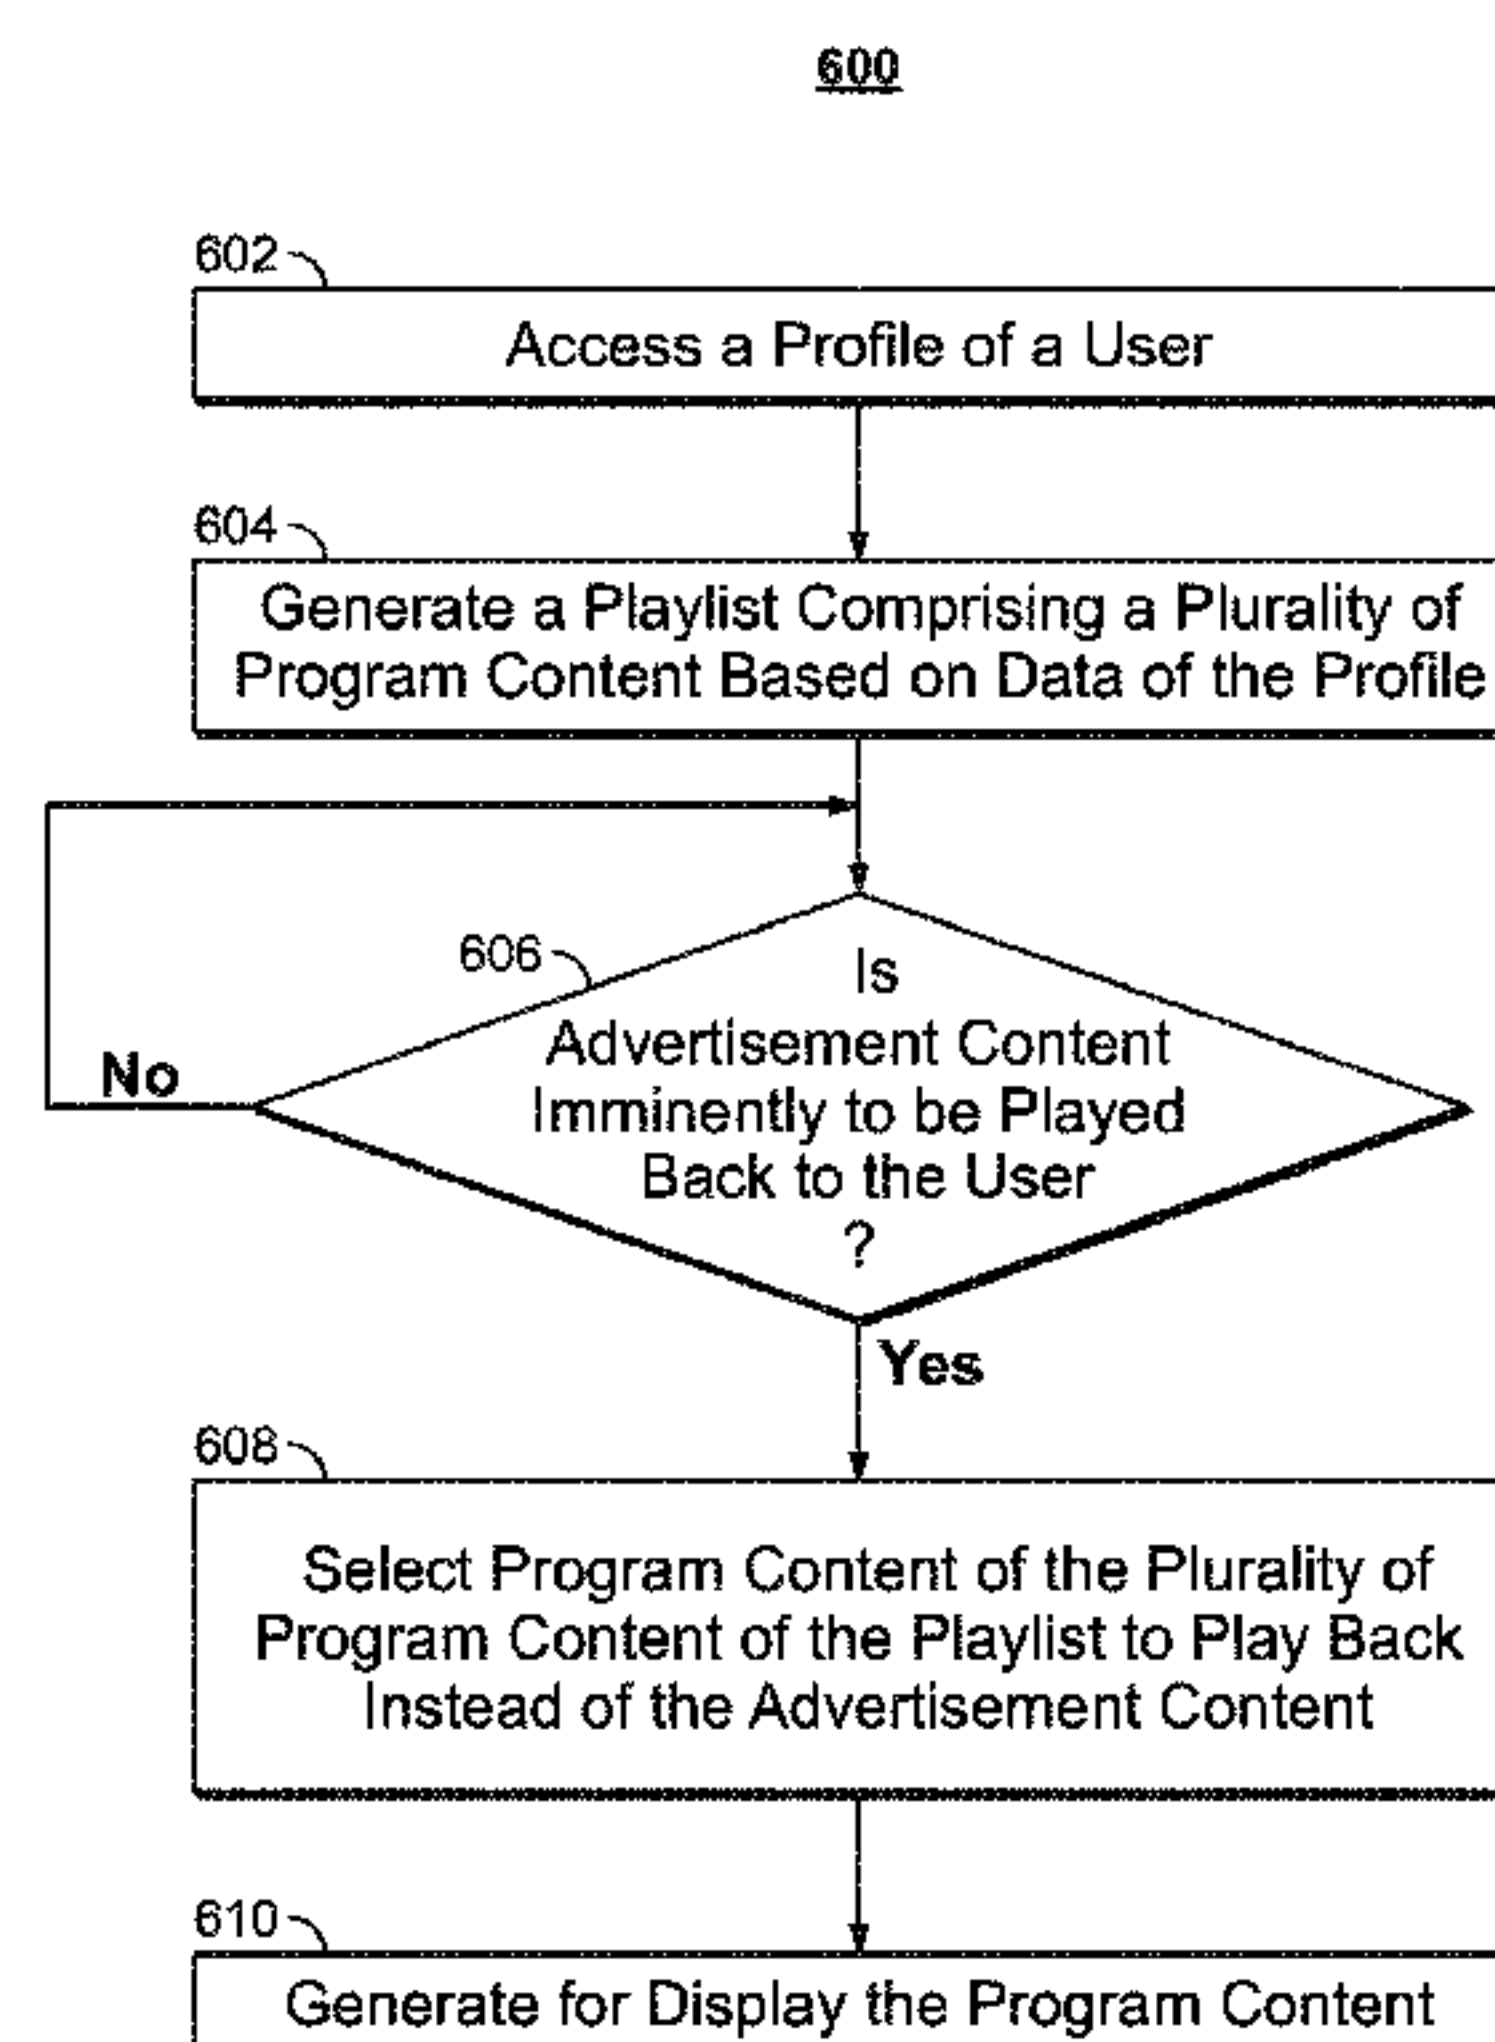 600
602
Access a Profile of a User
604
Generate a Playlist Comprising a Plurality of
Program Content Based on Data of the Profile
606
Is
Advertisement Content
Imminently to be Played
Back to the User
?
No
Yes
608
Select Program Content of the Plurality of
Program Content of the Playlist to Play Back
Instead of the Advertisement Content
610
Generate for Display the Program Content